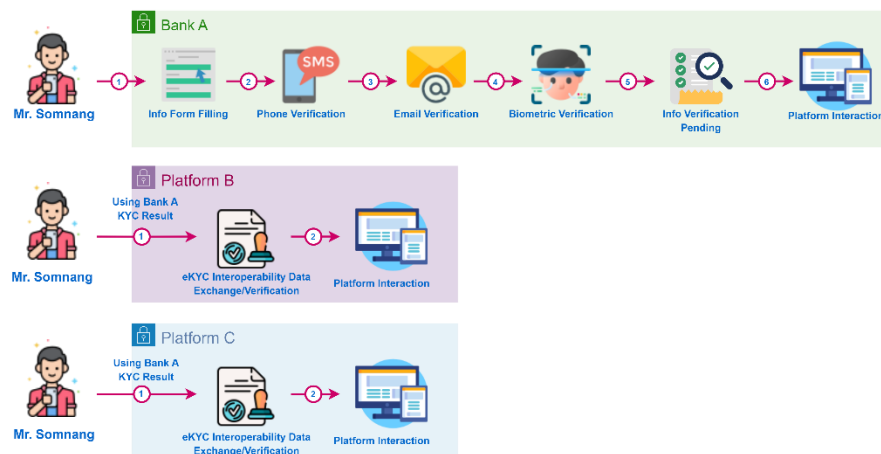 Bank A
SMS
1
2
3
4
5
6
Mr. Somnang
Info Form Filling
Phone Verification
Email Verification
Biometric Verification
Info Verification
Pending
Platform Interaction
@
Platform B
Using Bank A
KYC Result
1
2
Mr. Somnang
eKYC Interoperability Data
Exchange/Verification
Platform Interaction
Platform C
Using Bank A
KYC Result
1
2
Mr. Somnang
eKYC Interoperability Data
Exchange/Verification
Platform Interaction